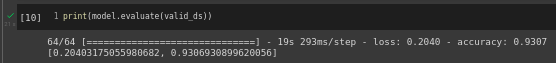 [10] 1 print(model.evaluate(valid_ds))
64/64 [==============================] - 19s 293ms/step - loss: 0.2040 - accuracy: 0.9307
[0.20403175055980682, 0.9306930899620056]